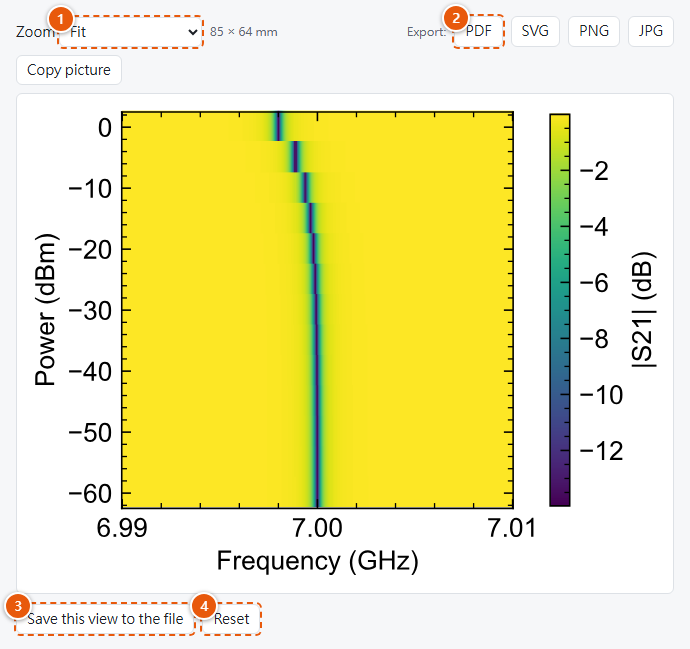 1 2
Zoom: Fit 85 × 64 mm Export: PDF SVG PNG JPG
Copy picture
0
−10
−20
−30
−40
−50
−60
Power (dBm)
6.99 7.00 7.01
Frequency (GHz)
−2
−4
−6
−8
−10
−12
|S21| (dB)
3 4
Save this view to the file Reset